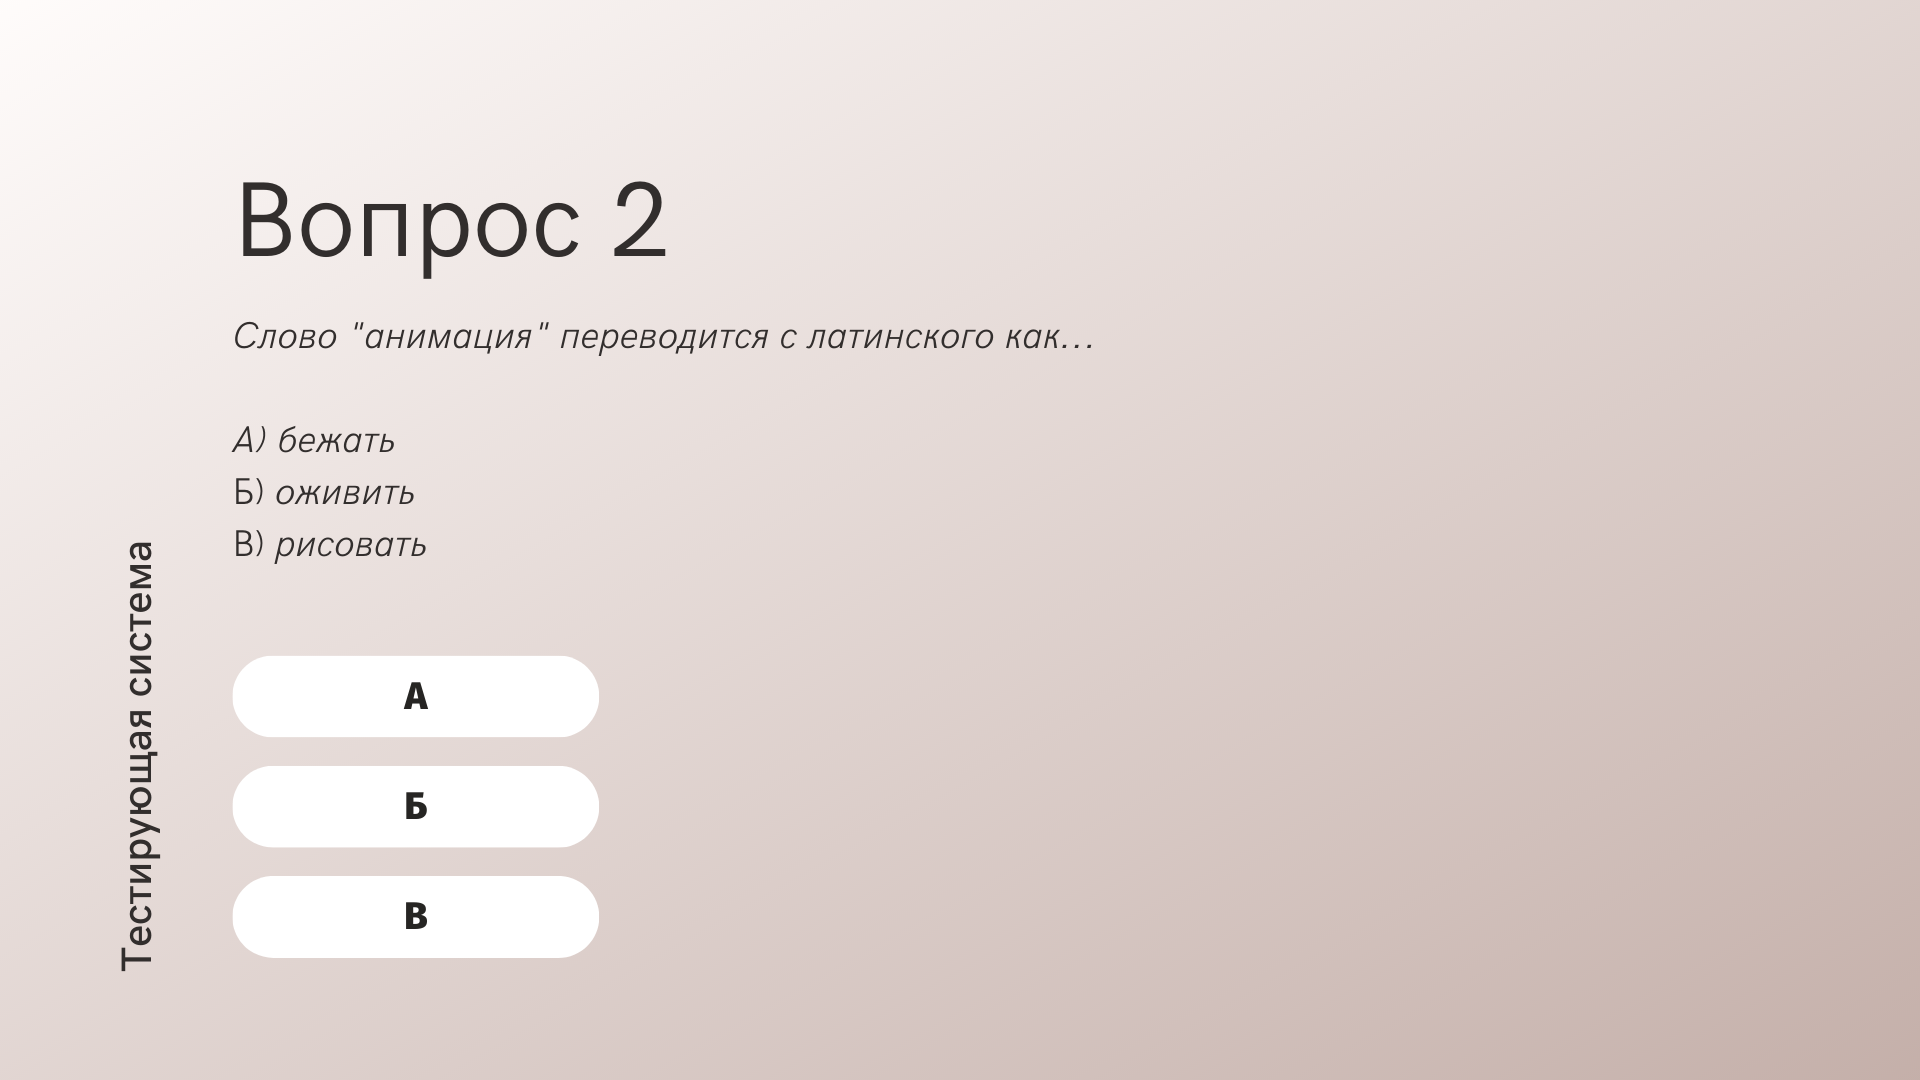 Вопрос 2
Слово "анимация" переводится с латинского как...
А) бежать
Б) оживить
В) рисовать
Тестирующая система
А
Б
В